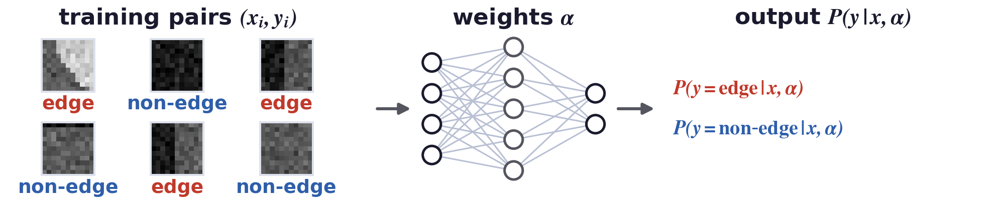 training pairs (xᵢ, yᵢ)
edge non-edge edge
non-edge edge non-edge
weights α
output P(y|x, α)
P(y = edge|x, α)
P(y = non-edge|x, α)